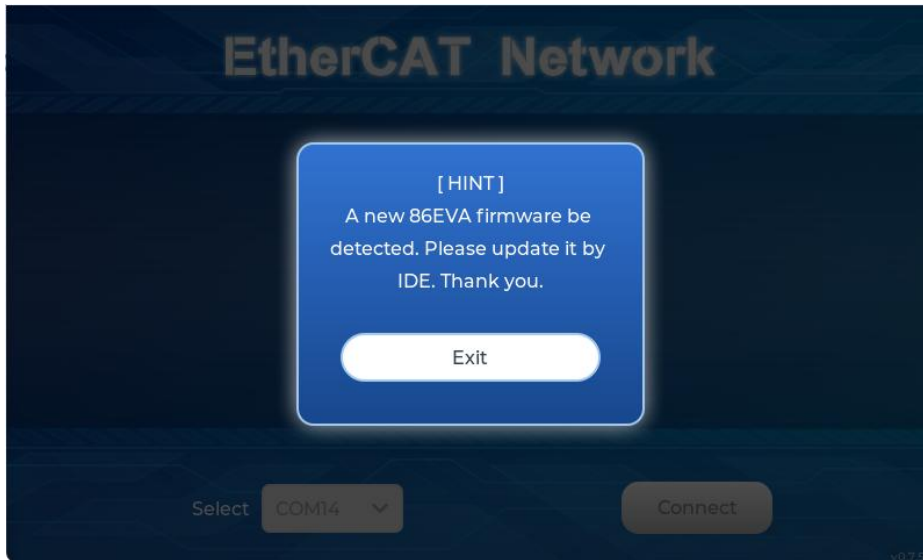 EtherCAT Network
[ HINT ]
A new 86EVA firmware be
detected. Please update it by
IDE. Thank you.
Exit
Select COM14 Connect